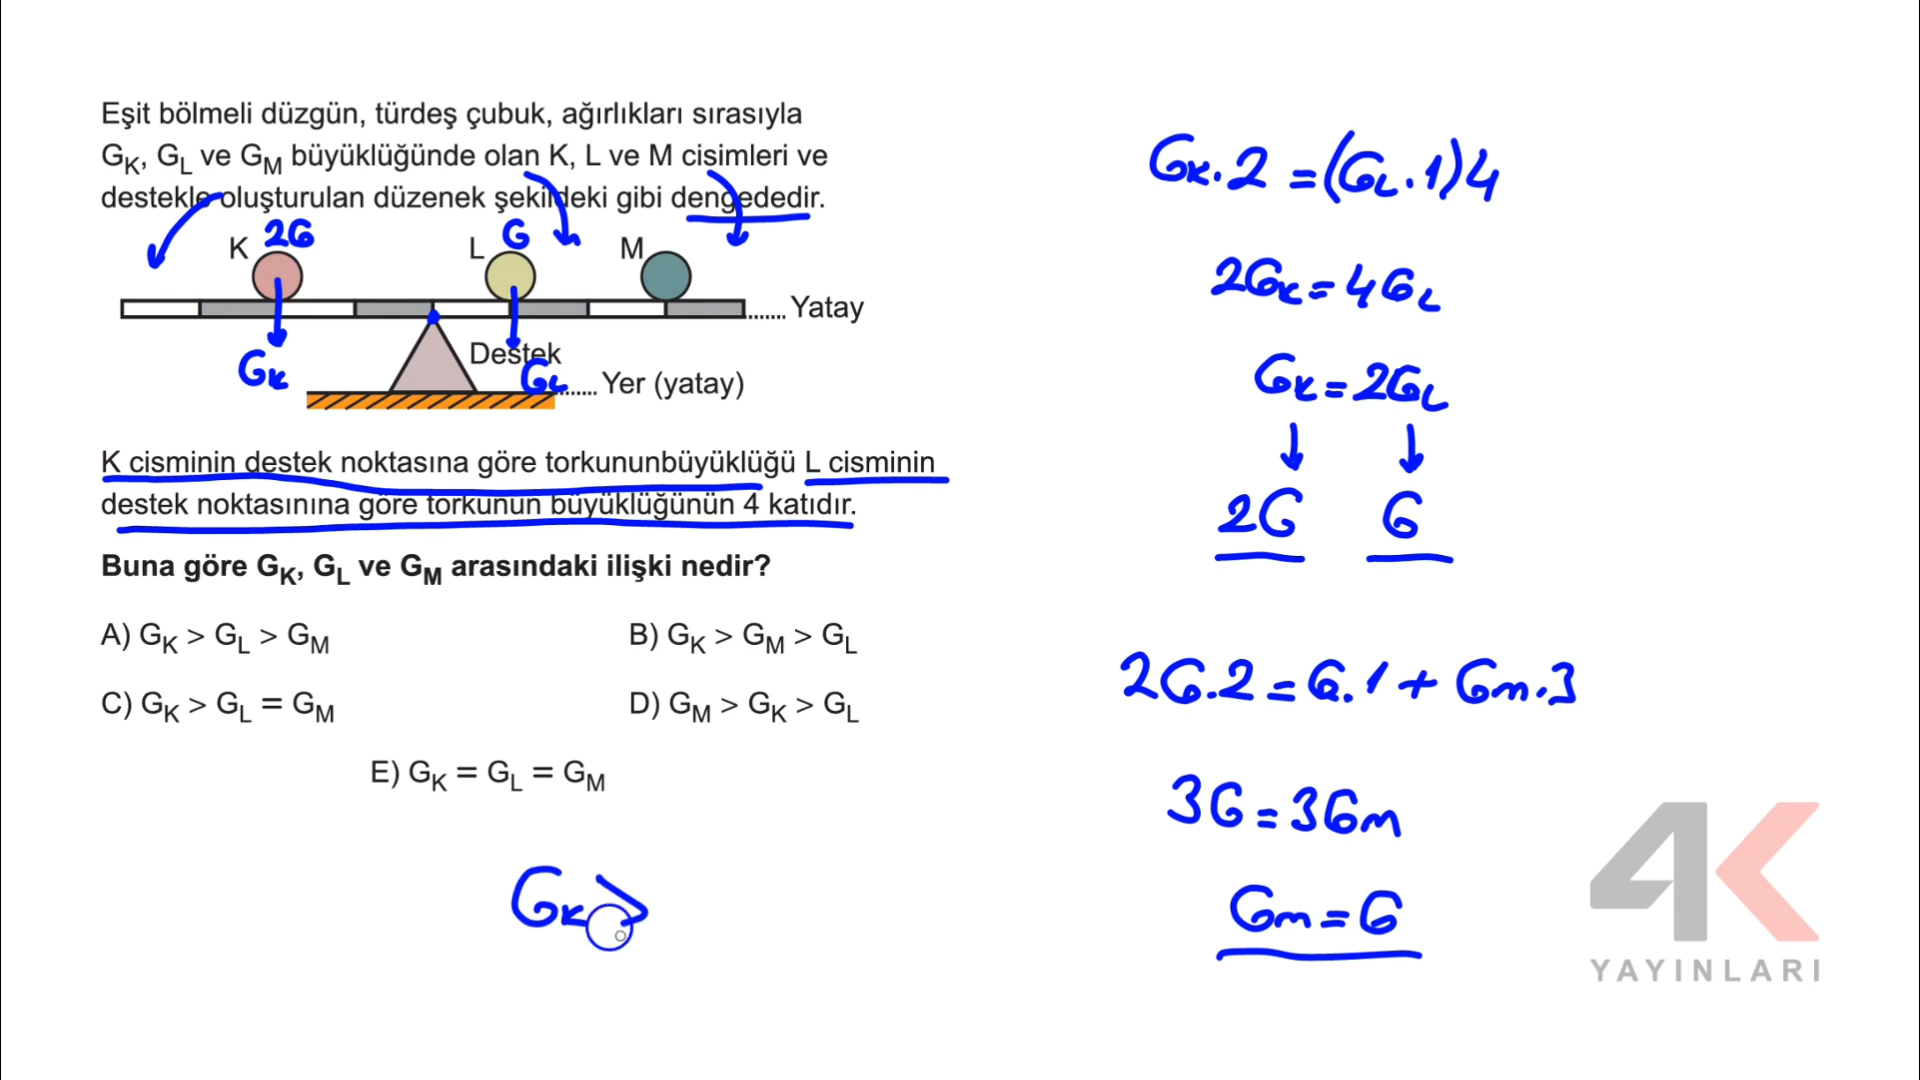 Eşit bölmeli düzgün, türdeş çubuk, ağırlıkları sırasıyla
GK, GL ve GM büyüklüğünde olan K, L ve M cisimleri ve
destekle oluşturulan düzenek şekildeki gibi dengededir.
K 2G L G M
Yatay
Destek
GK GL Yer (yatay)
K cisminin destek noktasına göre torkununbüyüklüğü L cisminin
destek noktasınına göre torkunun büyüklüğünün 4 katıdır.
Buna göre GK, GL ve GM arasındaki ilişki nedir?
A) GK > GL > GM
B) GK > GM > GL
C) GK > GL = GM
D) GM > GK > GL
E) GK = GL = GM
GK >
GK.2 = (GL.1)4
2GK = 4GL
GK = 2GL
2G G
2G.2 = G.1 + Gm.3
3G = 3Gm
Gm = G
4K
YAYINLARI